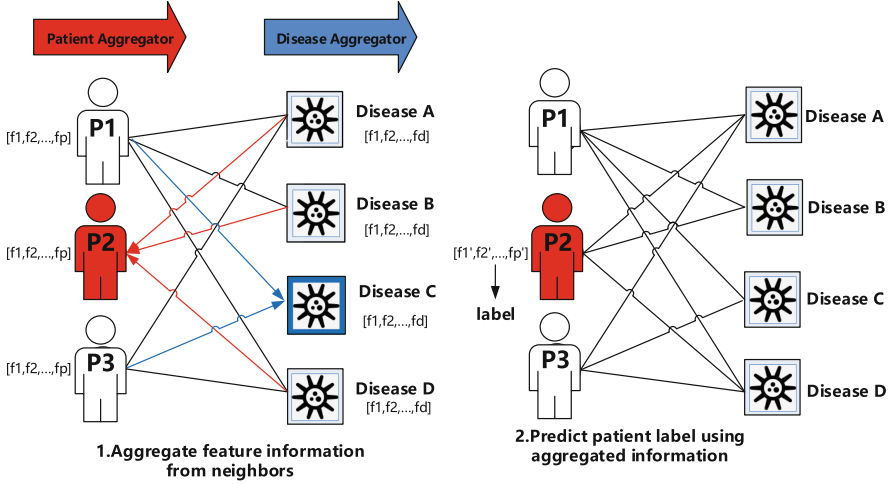 Patient Aggregator
Disease Aggregator
P1
[f1,f2,...,fp]
Disease A
[f1,f2,...,fd]
Disease B
[f1,f2,...,fd]
P2
[f1,f2,...,fp]
Disease C
[f1,f2,...,fd]
P3
[f1,f2,...,fp]
Disease D
[f1,f2,...,fd]
1.Aggregate feature information
from neighbors
P1
Disease A
Disease B
P2
[f1',f2',...,fp']
label
Disease C
P3
Disease D
2.Predict patient label using
aggregated information